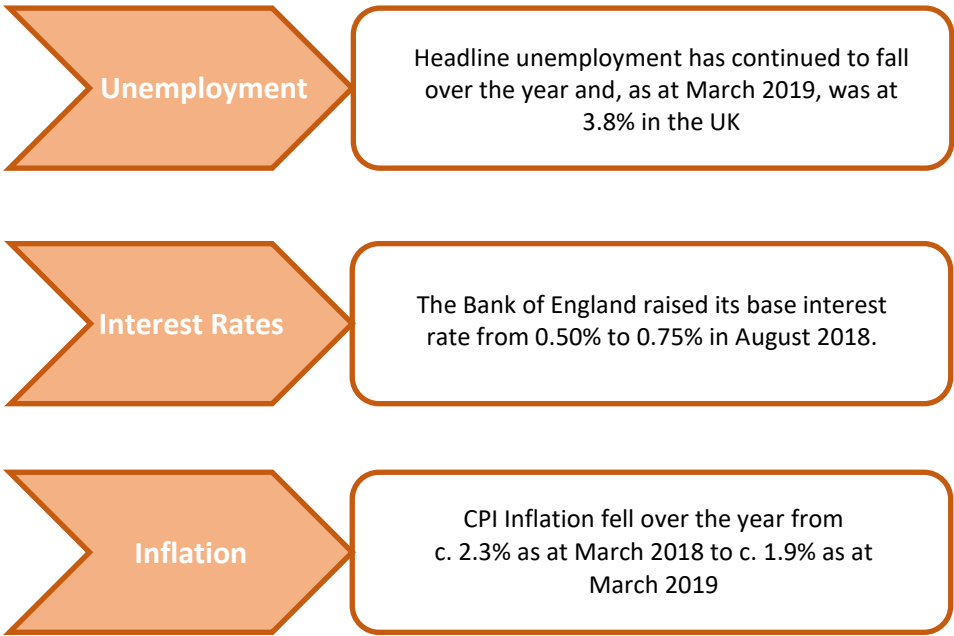 Unemployment
Headline unemployment has continued to fall
over the year and, as at March 2019, was at
3.8% in the UK
Interest Rates
The Bank of England raised its base interest
rate from 0.50% to 0.75% in August 2018.
Inflation
CPI Inflation fell over the year from
c. 2.3% as at March 2018 to c. 1.9% as at
March 2019